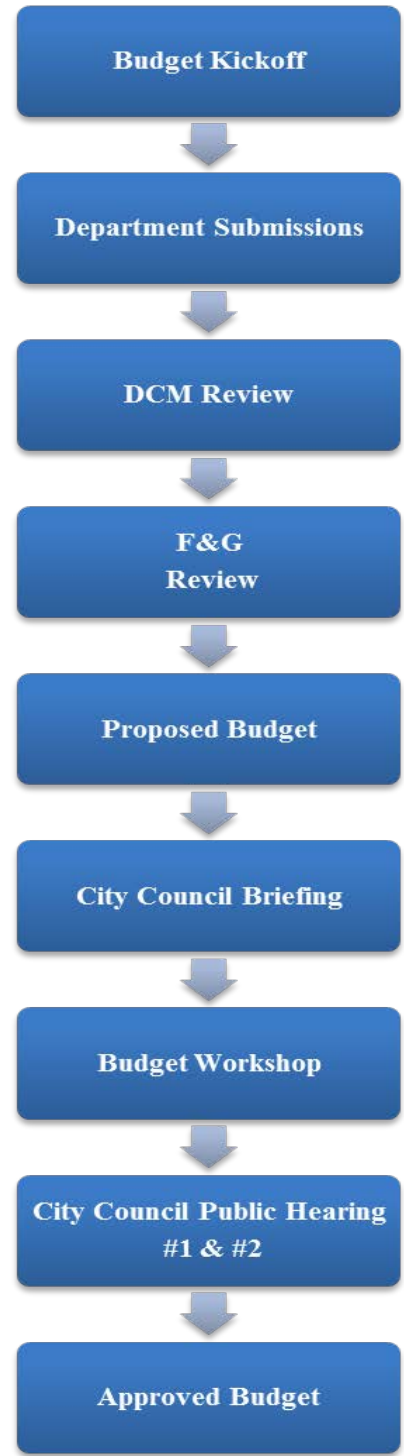 Budget Kickoff
Department Submissions
DCM Review
F&G
Review
Proposed Budget
City Council Briefing
Budget Workshop
City Council Public Hearing
#1 & #2
Approved Budget